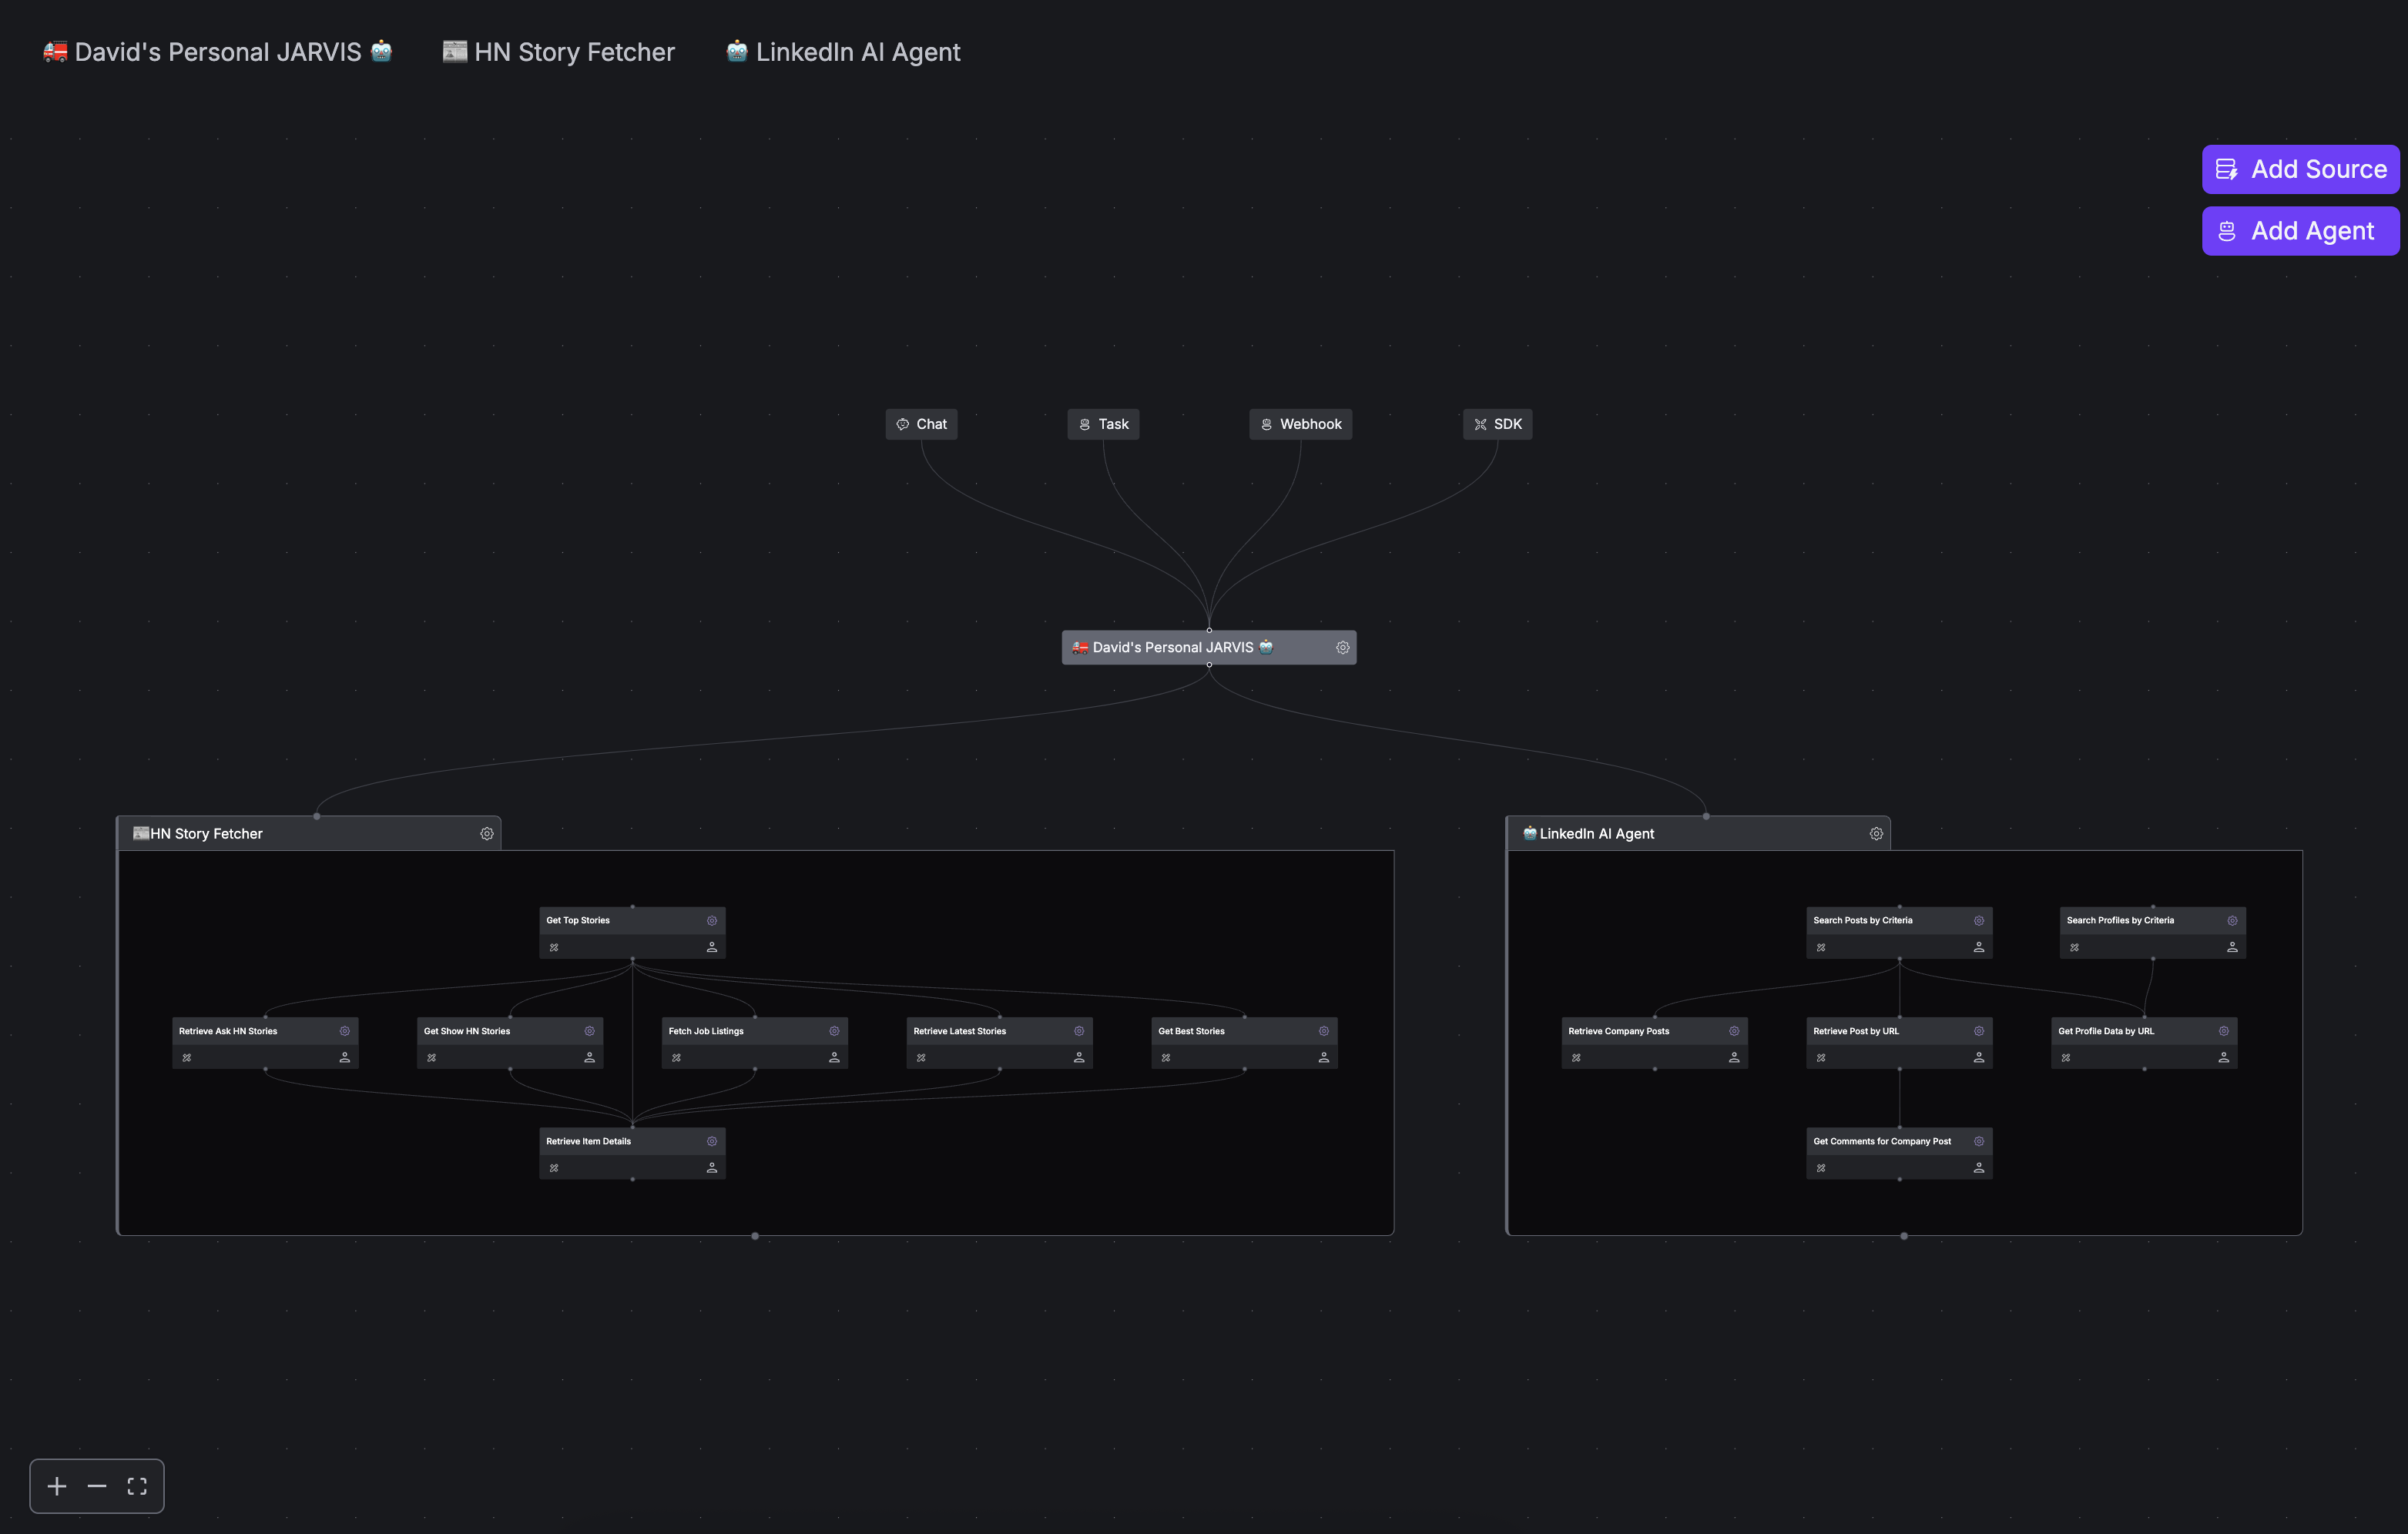 🚒 David's Personal JARVIS 🤖
📰 HN Story Fetcher
🤖 LinkedIn AI Agent
Add Source
Add Agent
Chat
Task
Webhook
SDK
🚒 David's Personal JARVIS 🤖
📰HN Story Fetcher
🤖LinkedIn AI Agent
Get Top Stories
Search Posts by Criteria
Search Profiles by Criteria
Retrieve Ask HN Stories
Get Show HN Stories
Fetch Job Listings
Retrieve Latest Stories
Get Best Stories
Retrieve Company Posts
Retrieve Post by URL
Get Profile Data by URL
Retrieve Item Details
Get Comments for Company Post